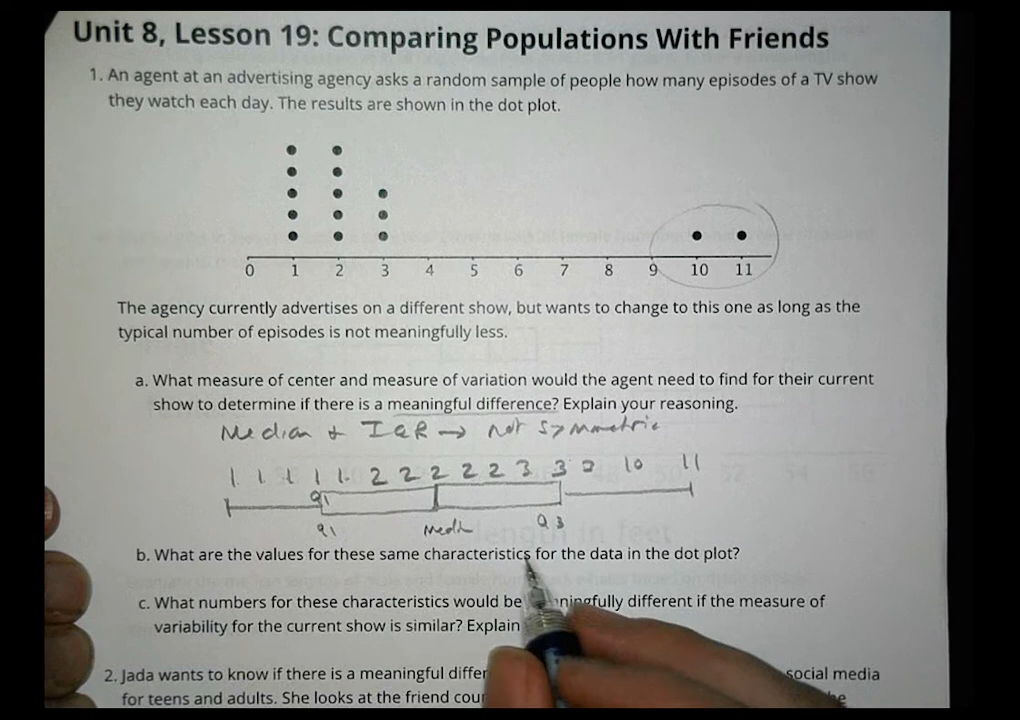 Unit 8, Lesson 19: Comparing Populations With Friends
1. An agent at an advertising agency asks a random sample of people how many episodes of a TV show
they watch each day. The results are shown in the dot plot.
0 1 2 3 4 5 6 7 8 9 10 11
The agency currently advertises on a different show, but wants to change to this one as long as the
typical number of episodes is not meaningfully less.
a. What measure of center and measure of variation would the agent need to find for their current
show to determine if there is a meaningful difference? Explain your reasoning.
Median + IQR → not symmetric
1 1 1 1 1 2 2 2 2 2 3 3 10 11
Q1
Q1 Q3
b. What are the values for these same characteristics for the data in the dot plot?
c. What numbers for these characteristics would be ningfully different if the measure of
variability for the current show is similar? Explain
2. Jada wants to know if there is a meaningful differ social media
for teens and adults. She looks at the friend cour